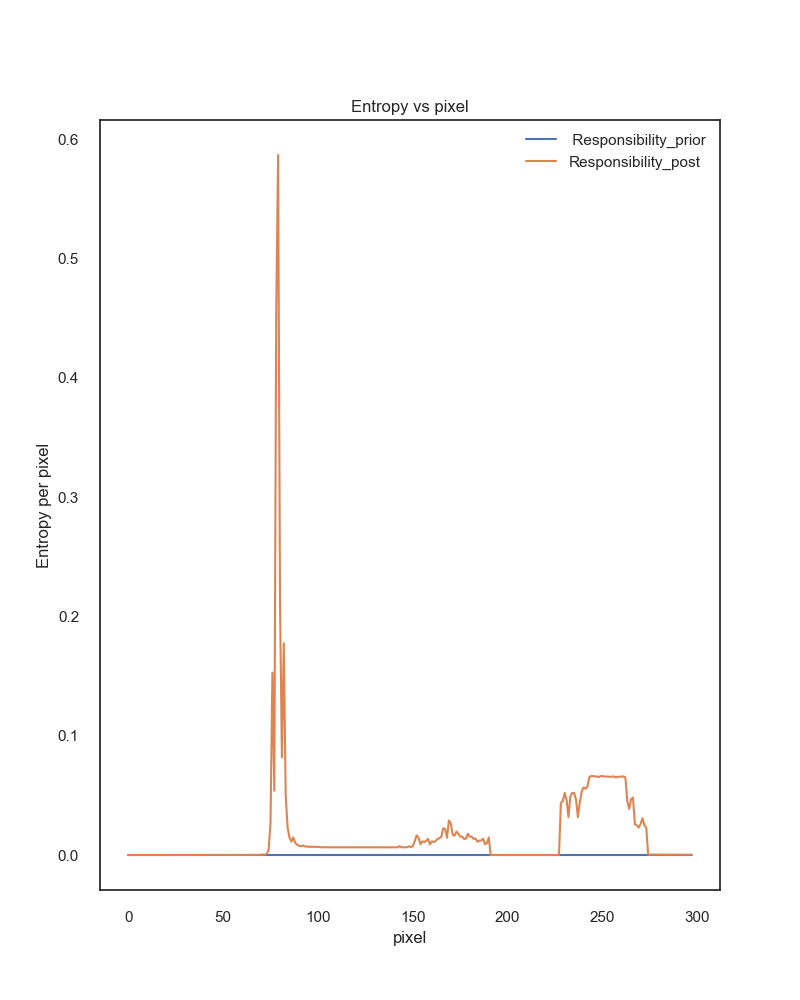 Entropy vs pixel
Responsibility_prior
Responsibility_post
Entropy per pixel
0.6
0.5
0.4
0.3
0.2
0.1
0.0
0 50 100 150 200 250 300
pixel